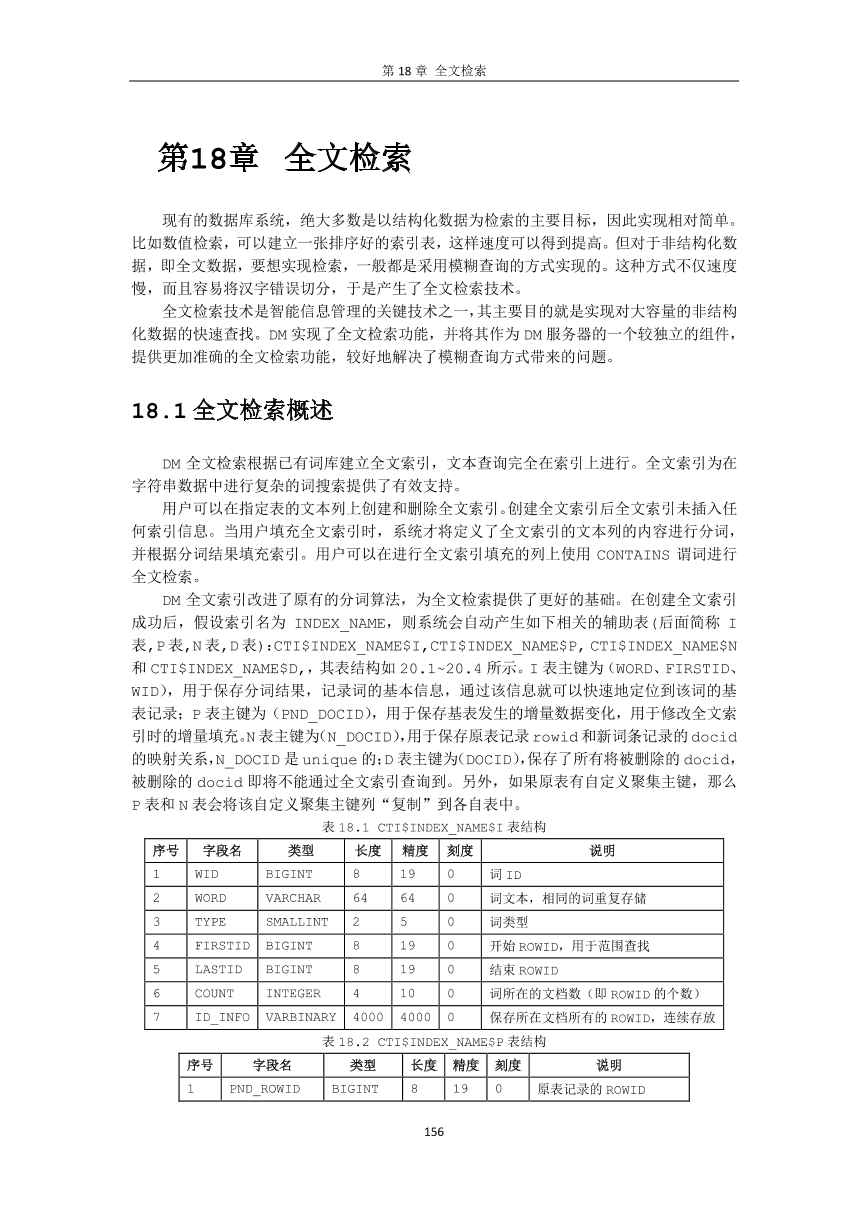 第 18 章 全文检索
第18章 全文检索
现有的数据库系统，绝大多数是以结构化数据为检索的主要目标，因此实现相对简单。
比如数值检索，可以建立一张排序好的索引表，这样速度可以得到提高。但对于非结构化数
据，即全文数据，要想实现检索，一般都是采用模糊查询的方式实现的。这种方式不仅速度
慢，而且容易将汉字错误切分，于是产生了全文检索技术。
全文检索技术是智能信息管理的关键技术之一，其主要目的就是实现对大容量的非结构
化数据的快速查找。DM 实现了全文检索功能，并将其作为 DM 服务器的一个较独立的组件，
提供更加准确的全文检索功能，较好地解决了模糊查询方式带来的问题。
18.1 全文检索概述
DM 全文检索根据已有词库建立全文索引，文本查询完全在索引上进行。全文索引为在
字符串数据中进行复杂的词搜索提供了有效支持。
用户可以在指定表的文本列上创建和删除全文索引。创建全文索引后全文索引未插入任
何索引信息。当用户填充全文索引时，系统才将定义了全文索引的文本列的内容进行分词，
并根据分词结果填充索引。用户可以在进行全文索引填充的列上使用 CONTAINS 谓词进行
全文检索。
DM 全文索引改进了原有的分词算法，为全文检索提供了更好的基础。在创建全文索引
成功后，假设索引名为 INDEX_NAME，则系统会自动产生如下相关的辅助表(后面简称 I
表,P 表,N 表,D 表):CTI$INDEX_NAME$I,CTI$INDEX_NAME$P, CTI$INDEX_NAME$N
和 CTI$INDEX_NAME$D,，其表结构如 20.1~20.4 所示。I 表主键为（WORD、FIRSTID、
WID），用于保存分词结果，记录词的基本信息，通过该信息就可以快速地定位到该词的基
表记录；P 表主键为（PND_DOCID），用于保存基表发生的增量数据变化，用于修改全文索
引时的增量填充。N 表主键为（N_DOCID），用于保存原表记录 rowid 和新词条记录的 docid
的映射关系，N_DOCID 是 unique 的；D 表主键为（DOCID），保存了所有将被删除的 docid，
被删除的 docid 即将不能通过全文索引查询到。另外，如果原表有自定义聚集主键，那么
P 表和 N 表会将该自定义聚集主键列“复制”到各自表中。
表 18.1 CTI$INDEX_NAME$I 表结构
序号 字段名 类型 长度 精度 刻度 说明
1 WID BIGINT 8 19 0 词 ID
2 WORD VARCHAR 64 64 0 词文本，相同的词重复存储
3 TYPE SMALLINT 2 5 0 词类型
4 FIRSTID BIGINT 8 19 0 开始 ROWID，用于范围查找
5 LASTID BIGINT 8 19 0 结束 ROWID
6 COUNT INTEGER 4 10 0 词所在的文档数（即 ROWID 的个数）
7 ID_INFO VARBINARY 4000 4000 0 保存所在文档所有的 ROWID，连续存放
表 18.2 CTI$INDEX_NAME$P 表结构
序号 字段名 类型 长度 精度 刻度 说明
1 PND_ROWID BIGINT 8 19 0 原表记录的 ROWID
156